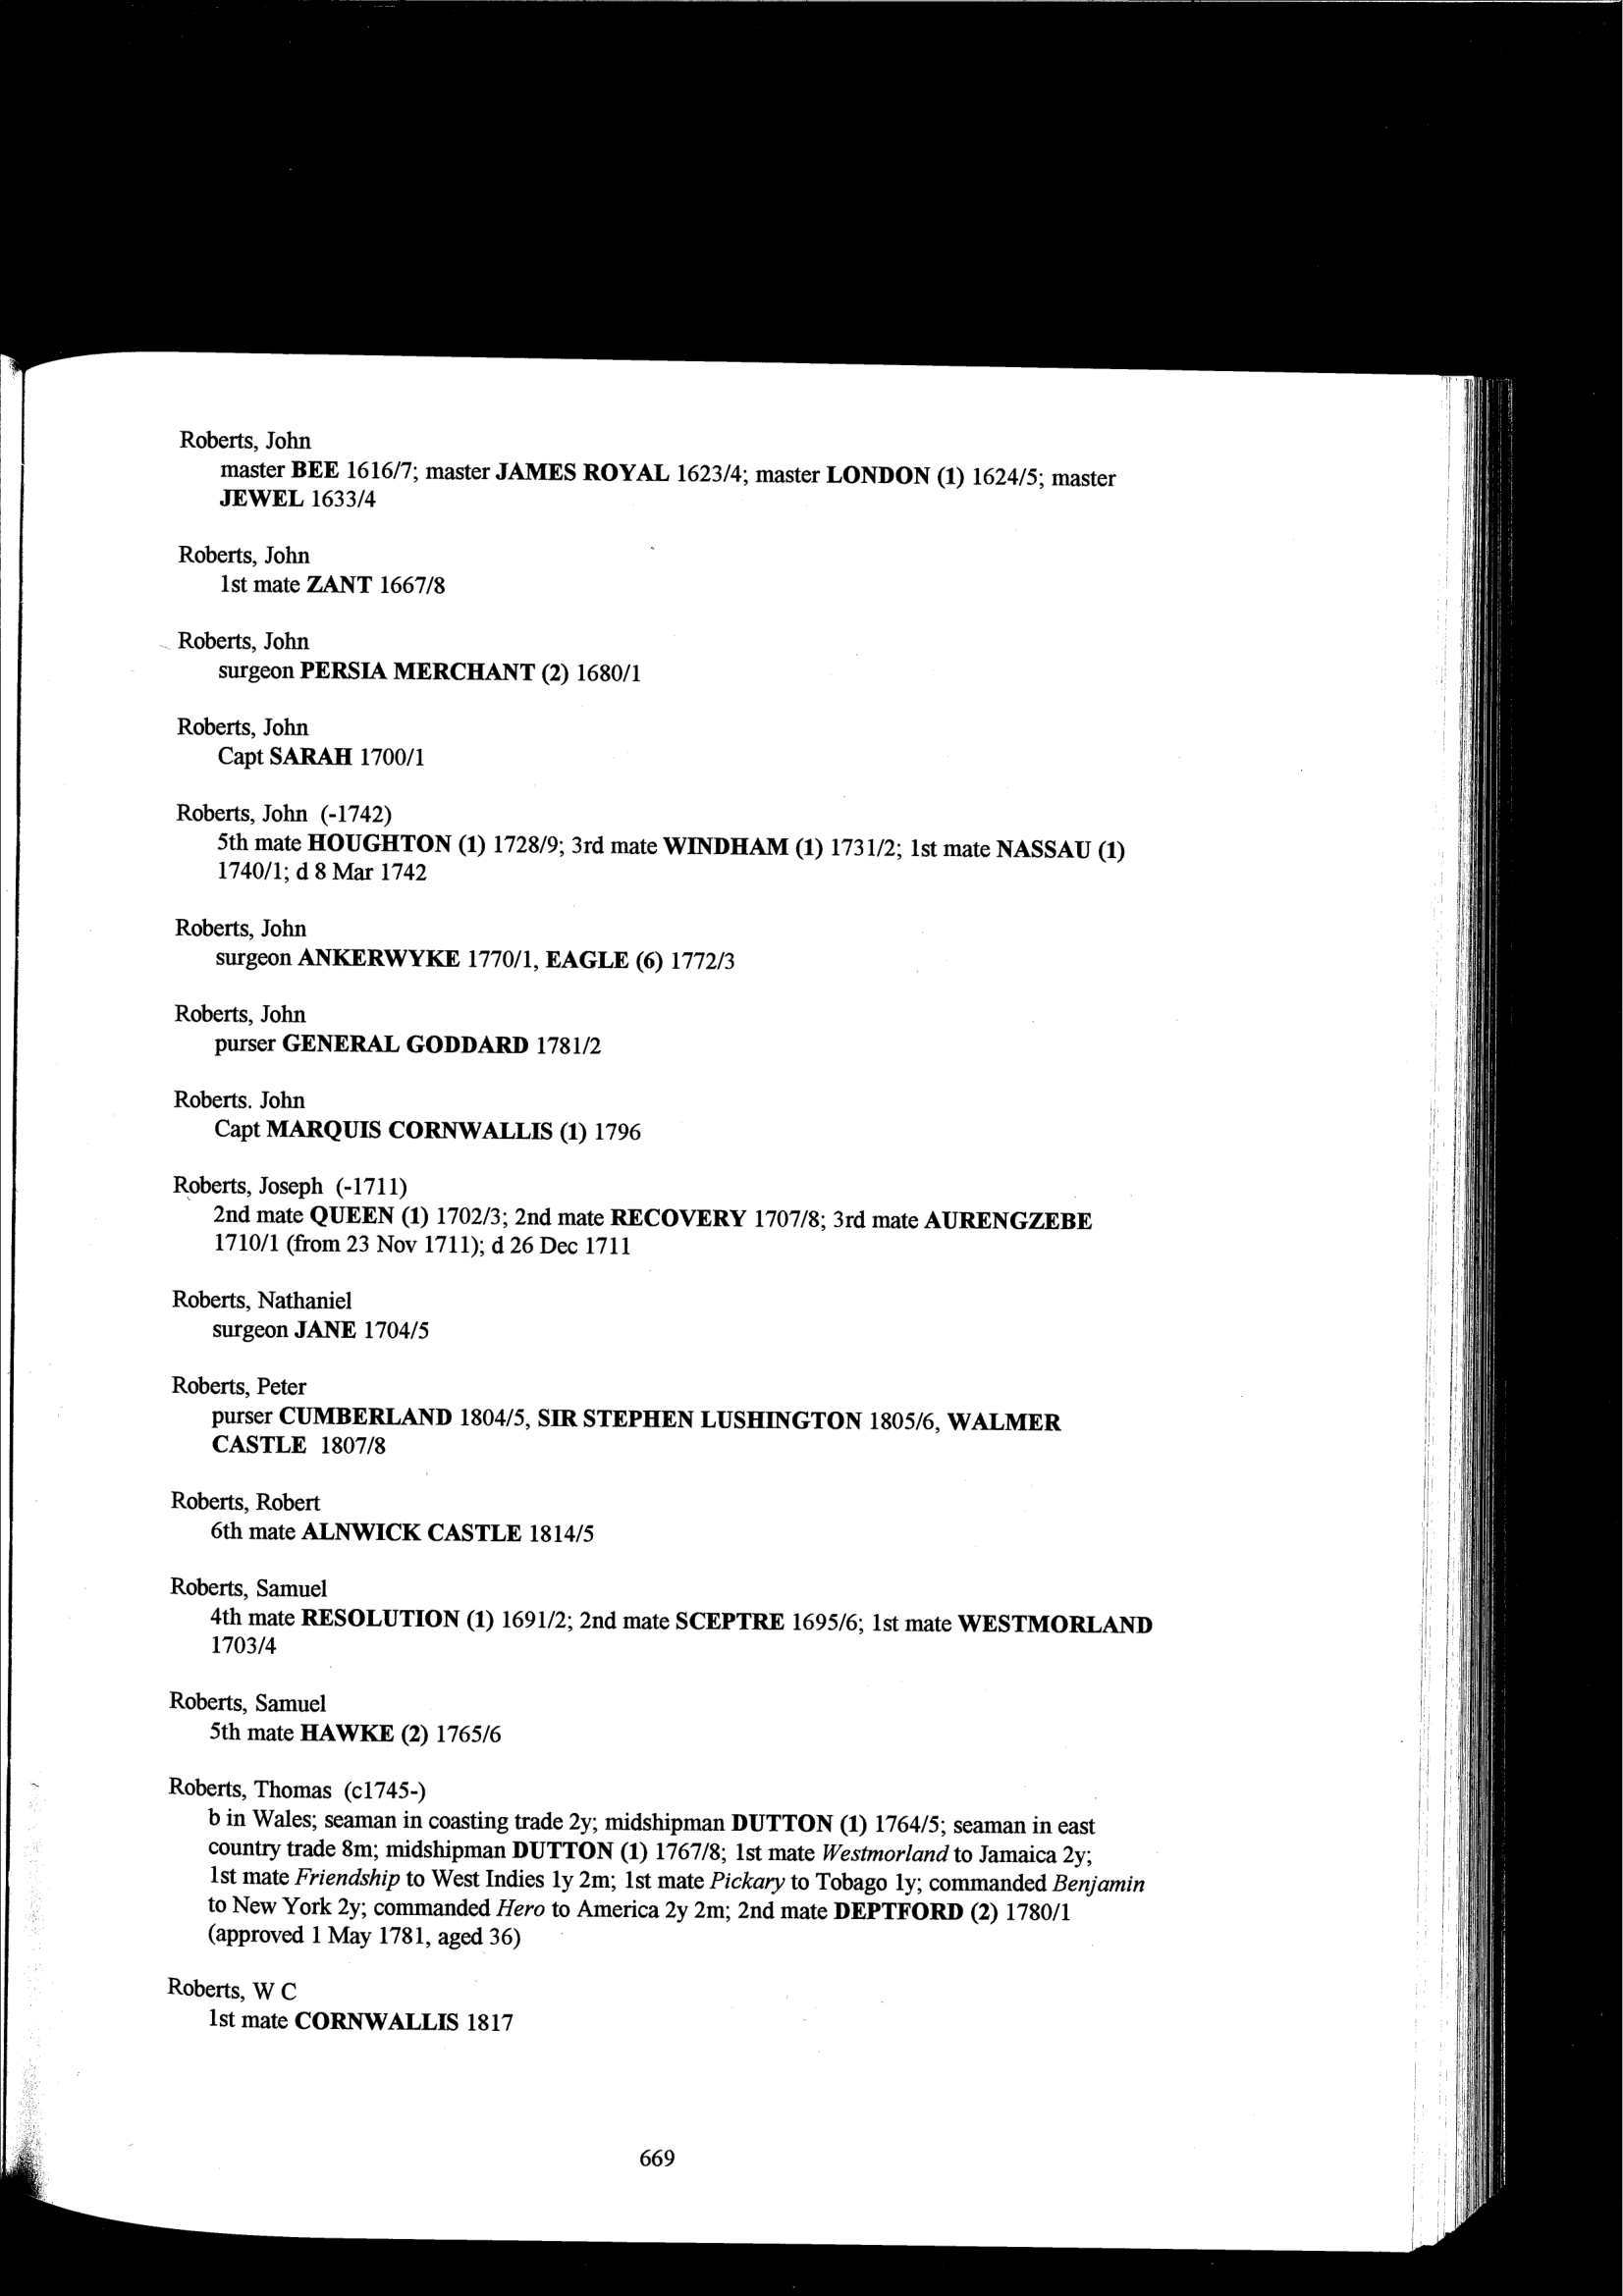 Roberts, John
master BEE 1616/7; master JAMES ROYAL 1623/4; master LONDON (1) 1624/5; master
JEWEL 1633/4
Roberts, John
1st mate ZANT 1667/8
Roberts, John
surgeon PERSIA MERCHANT (2) 1680/1
Roberts, John
Capt SARAH 1700/1
Roberts, John (-1742)
5th mate HOUGHTON (1) 1728/9; 3rd mate WINDHAM (1) 1731/2; 1st mate NASSAU (1)
1740/1; d 8 Mar 1742
Roberts, John
surgeon ANKERWYKE 1770/1, EAGLE (6) 1772/3
Roberts, John
purser GENERAL GODDARD 1781/2
Roberts. John
Capt MARQUIS CORNWALLIS (1) 1796
Roberts, Joseph (-1711)
2nd mate QUEEN (1) 1702/3; 2nd mate RECOVERY 1707/8; 3rd mate AURENGZEBE
1710/1 (from 23 Nov 1711); d 26 Dec 1711
Roberts, Nathaniel
surgeon JANE 1704/5
Roberts, Peter
purser CUMBERLAND 1804/5, SIR STEPHEN LUSHINGTON 1805/6, WALMER
CASTLE 1807/8
Roberts, Robert
6th mate ALNWICK CASTLE 1814/5
Roberts, Samuel
4th mate RESOLUTION (1) 1691/2; 2nd mate SCEPTRE 1695/6; 1st mate WESTMORLAND
1703/4
Roberts, Samuel
5th mate HAWKE (2) 1765/6
Roberts, Thomas (c1745-)
b in Wales; seaman in coasting trade 2y; midshipman DUTTON (1) 1764/5; seaman in east
country trade 8m; midshipman DUTTON (1) 1767/8; 1st mate Westmorland to Jamaica 2y;
1st mate Friendship to West Indies 1y 2m; 1st mate Pickary to Tobago 1y; commanded Benjamin
to New York 2y; commanded Hero to America 2y 2m; 2nd mate DEPTFORD (2) 1780/1
(approved 1 May 1781, aged 36)
Roberts, W C
1st mate CORNWALLIS 1817
669